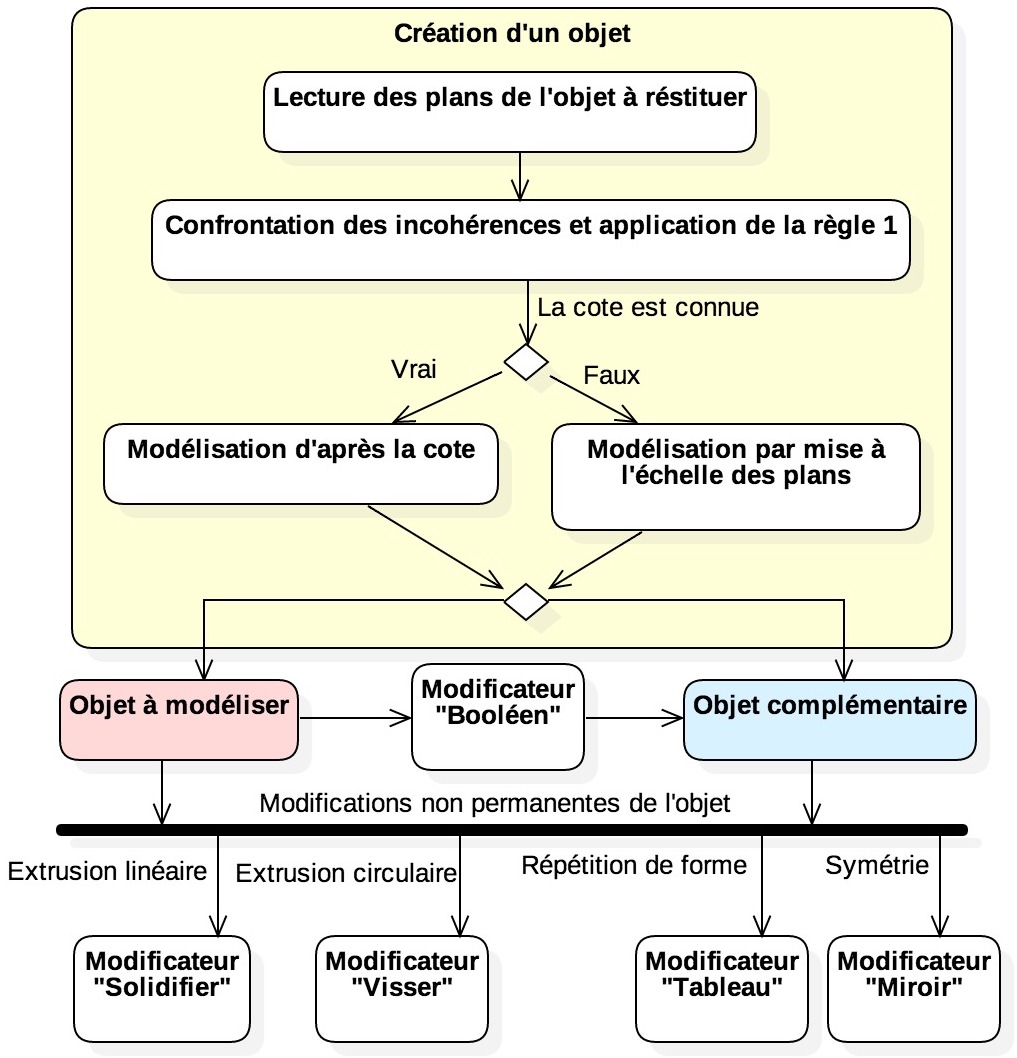 Création d'un objet
Lecture des plans de l'objet à réstituer
Confrontation des incohérences et application de la règle 1
La cote est connue
Vrai
Faux
Modélisation d'après la cote
Modélisation par mise à
l'échelle des plans
Objet à modéliser
Modificateur
"Booléen"
Objet complémentaire
Modifications non permanentes de l'objet
Extrusion linéaire
Extrusion circulaire
Répétition de forme
Symétrie
Modificateur
"Solidifier"
Modificateur
"Visser"
Modificateur
"Tableau"
Modificateur
"Miroir"